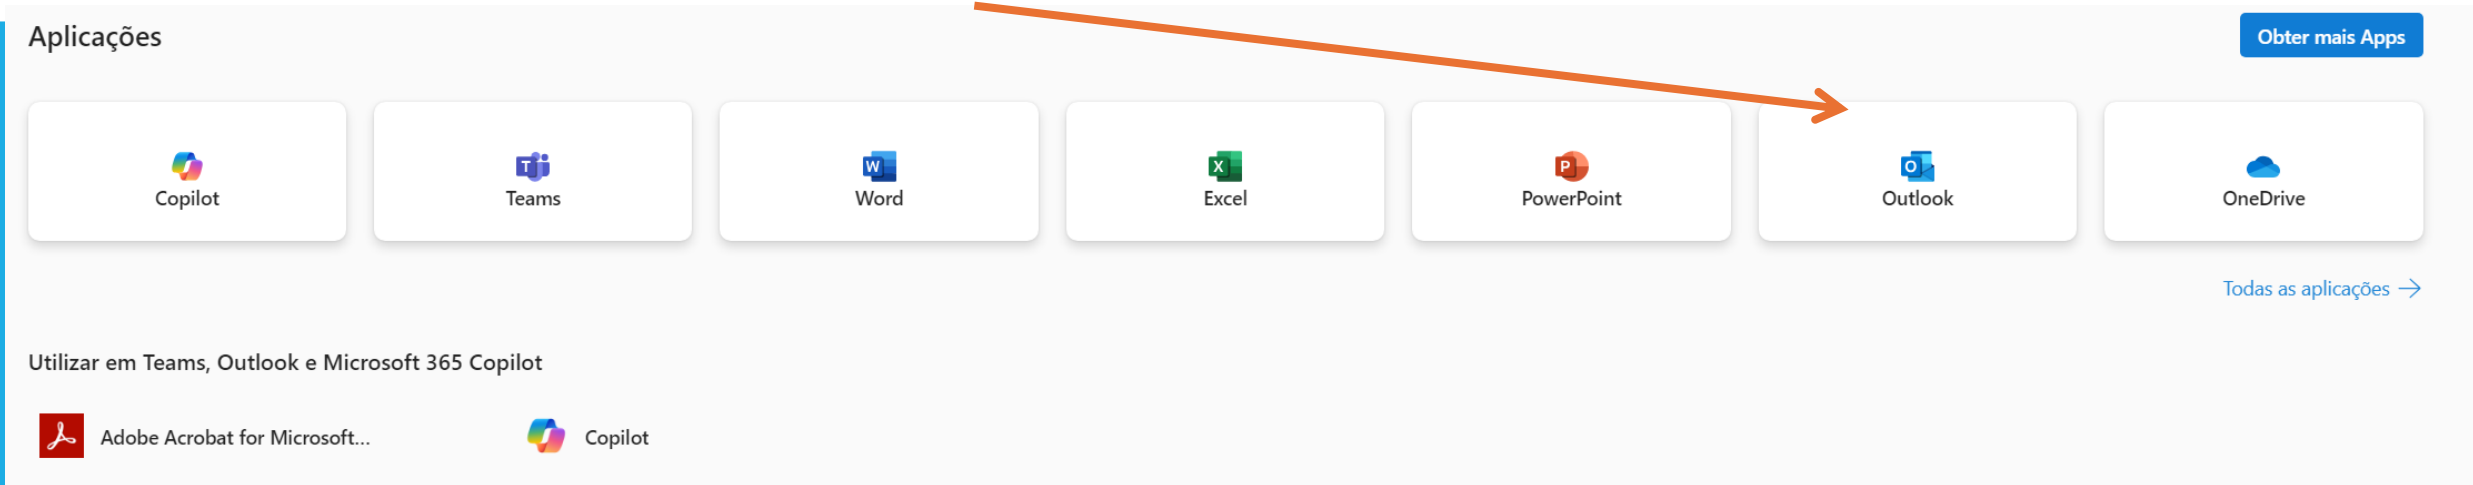 Aplicações
Obter mais Apps
Copilot
Teams
Word
Excel
PowerPoint
Outlook
OneDrive
Todas as aplicações
Utilizar em Teams, Outlook e Microsoft 365 Copilot
Adobe Acrobat for Microsoft...
Copilot